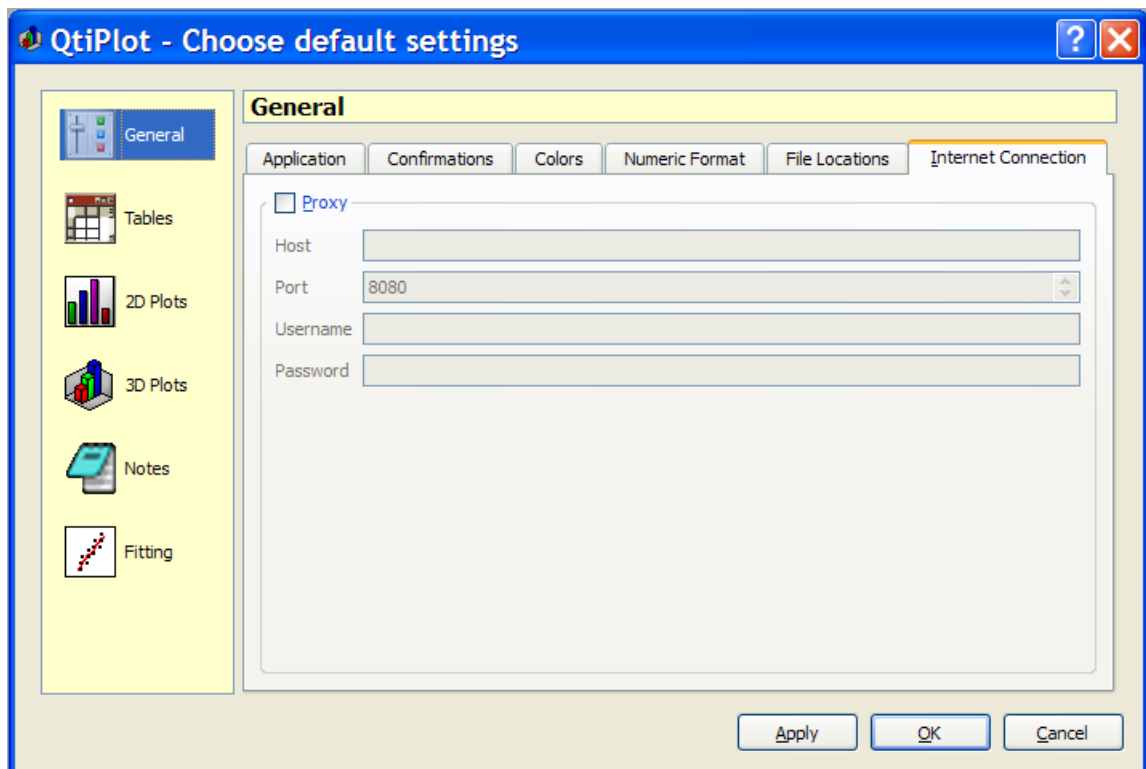 QtiPlot - Choose default settings
General
Tables
2D Plots
3D Plots
Notes
Fitting
General
Application Confirmations Colors Numeric Format File Locations Internet Connection
Proxy
Host
Port 8080
Username
Password
Apply OK Cancel